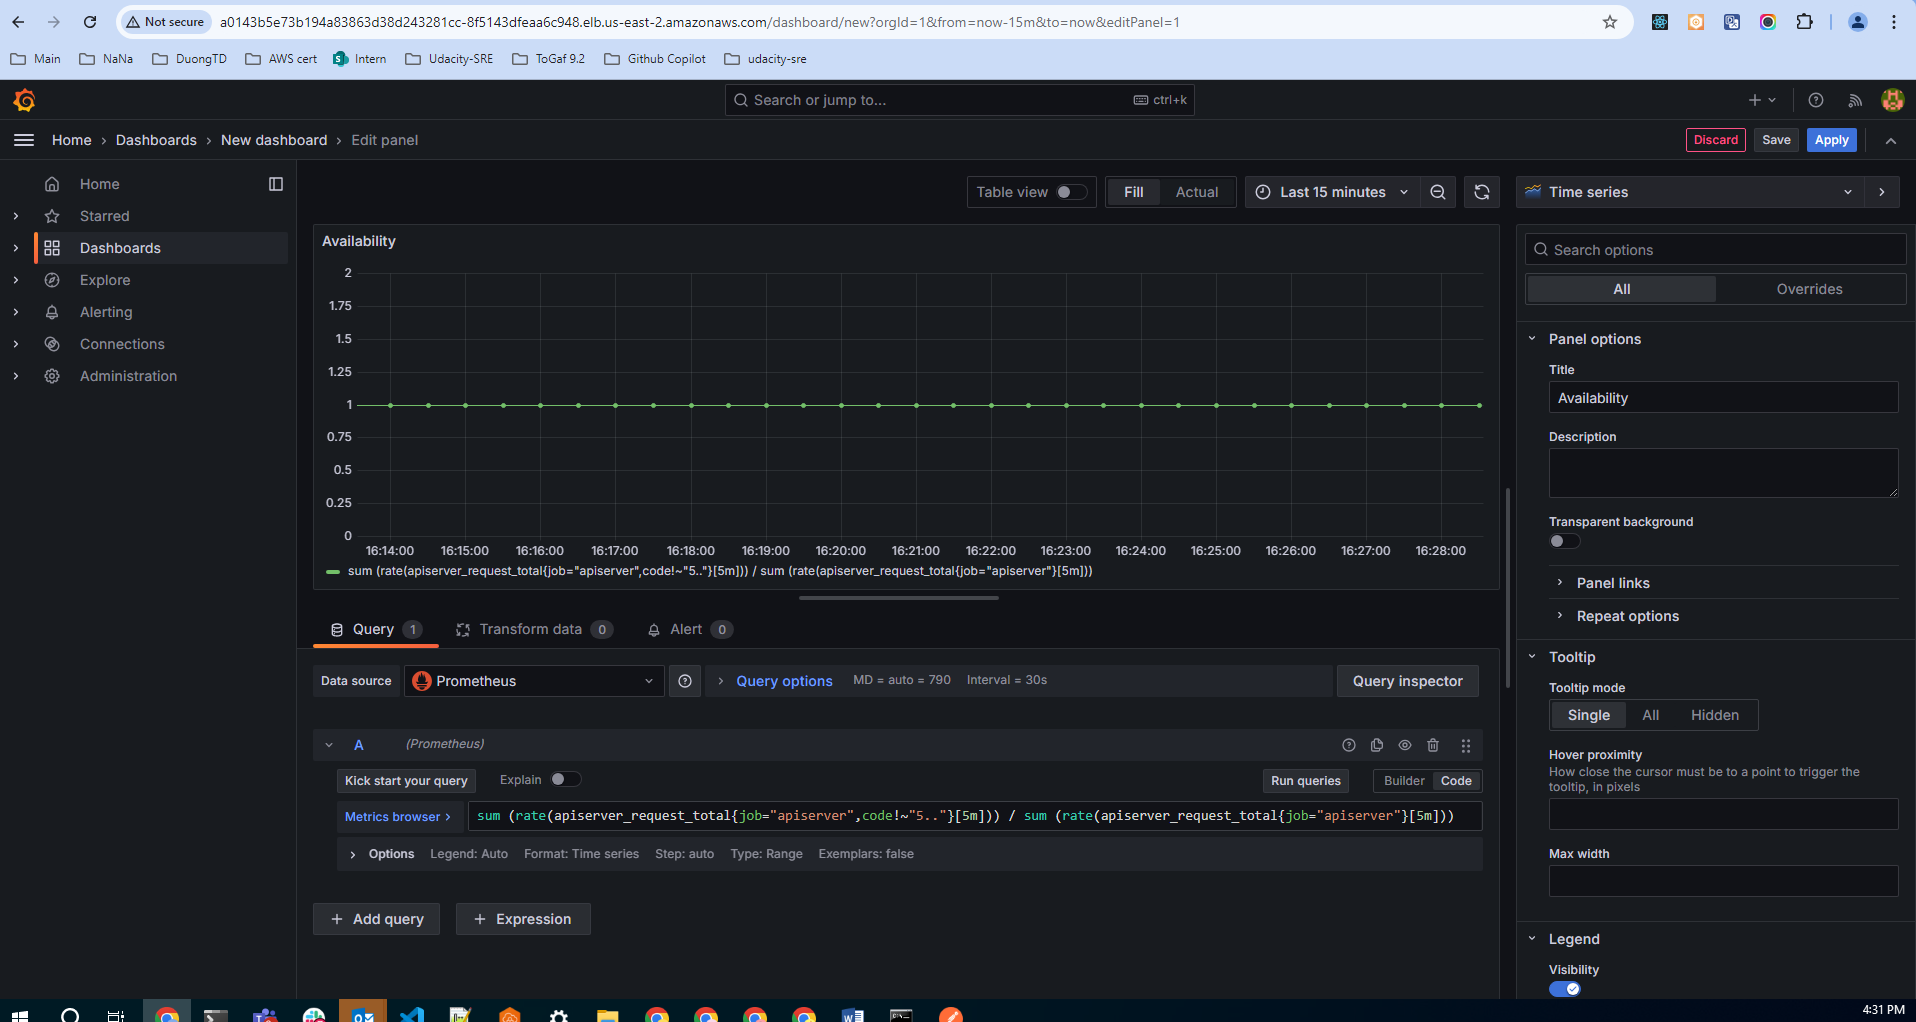 Not secure
a0143b5e73b194a83863d38d243281cc-8f5143dfeaa6c948.elb.us-east-2.amazonaws.com/dashboard/new?orgId=1&from=now-15m&to=now&editPanel=1
Main NaNa DuongTD AWS cert Intern Udacity-SRE ToGaf 9.2 Github Copilot udacity-sre
Search or jump to... ctrl+k
Home > Dashboards > New dashboard > Edit panel Discard Save Apply
Home
Starred
Dashboards
Explore
Alerting
Connections
Administration
Table view Fill Actual Last 15 minutes Time series
Availability
2
1.75
1.5
1.25
1
0.75
0.5
0.25
0
16:14:00 16:15:00 16:16:00 16:17:00 16:18:00 16:19:00 16:20:00 16:21:00 16:22:00 16:23:00 16:24:00 16:25:00 16:26:00 16:27:00 16:28:00
sum (rate(apiserver_request_total{job="apiserver",code!~"5.."}[5m])) / sum (rate(apiserver_request_total{job="apiserver"}[5m]))
Query 1 Transform data 0 Alert 0
Data source Prometheus Query options MD = auto = 790 Interval = 30s Query inspector
A (Prometheus)
Kick start your query Explain Run queries Builder Code
Metrics browser > sum (rate(apiserver_request_total{job="apiserver",code!~"5.."}[5m])) / sum (rate(apiserver_request_total{job="apiserver"}[5m]))
Options Legend: Auto Format: Time series Step: auto Type: Range Exemplars: false
+ Add query + Expression
Search options
All Overrides
Panel options
Title
Availability
Description
Transparent background
Panel links
Repeat options
Tooltip
Tooltip mode
Single All Hidden
Hover proximity
How close the cursor must be to a point to trigger the
tooltip, in pixels
Max width
Legend
Visibility
4:31 PM